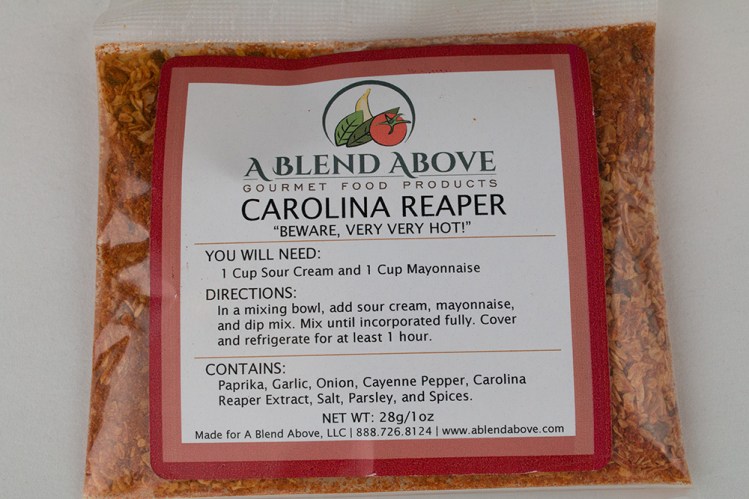 A BLEND ABOVE
GOURMET FOOD PRODUCTS
CAROLINA REAPER
"BEWARE, VERY VERY HOT!"
YOU WILL NEED:
1 Cup Sour Cream and 1 Cup Mayonnaise
DIRECTIONS:
In a mixing bowl, add sour cream, mayonnaise,
and dip mix. Mix until incorporated fully. Cover
and refrigerate for at least 1 hour.
CONTAINS:
Paprika, Garlic, Onion, Cayenne Pepper, Carolina
Reaper Extract, Salt, Parsley, and Spices.
NET WT: 28g/1oz
Made for A Blend Above, LLC | 888.726.8124 | www.ablendabove.com